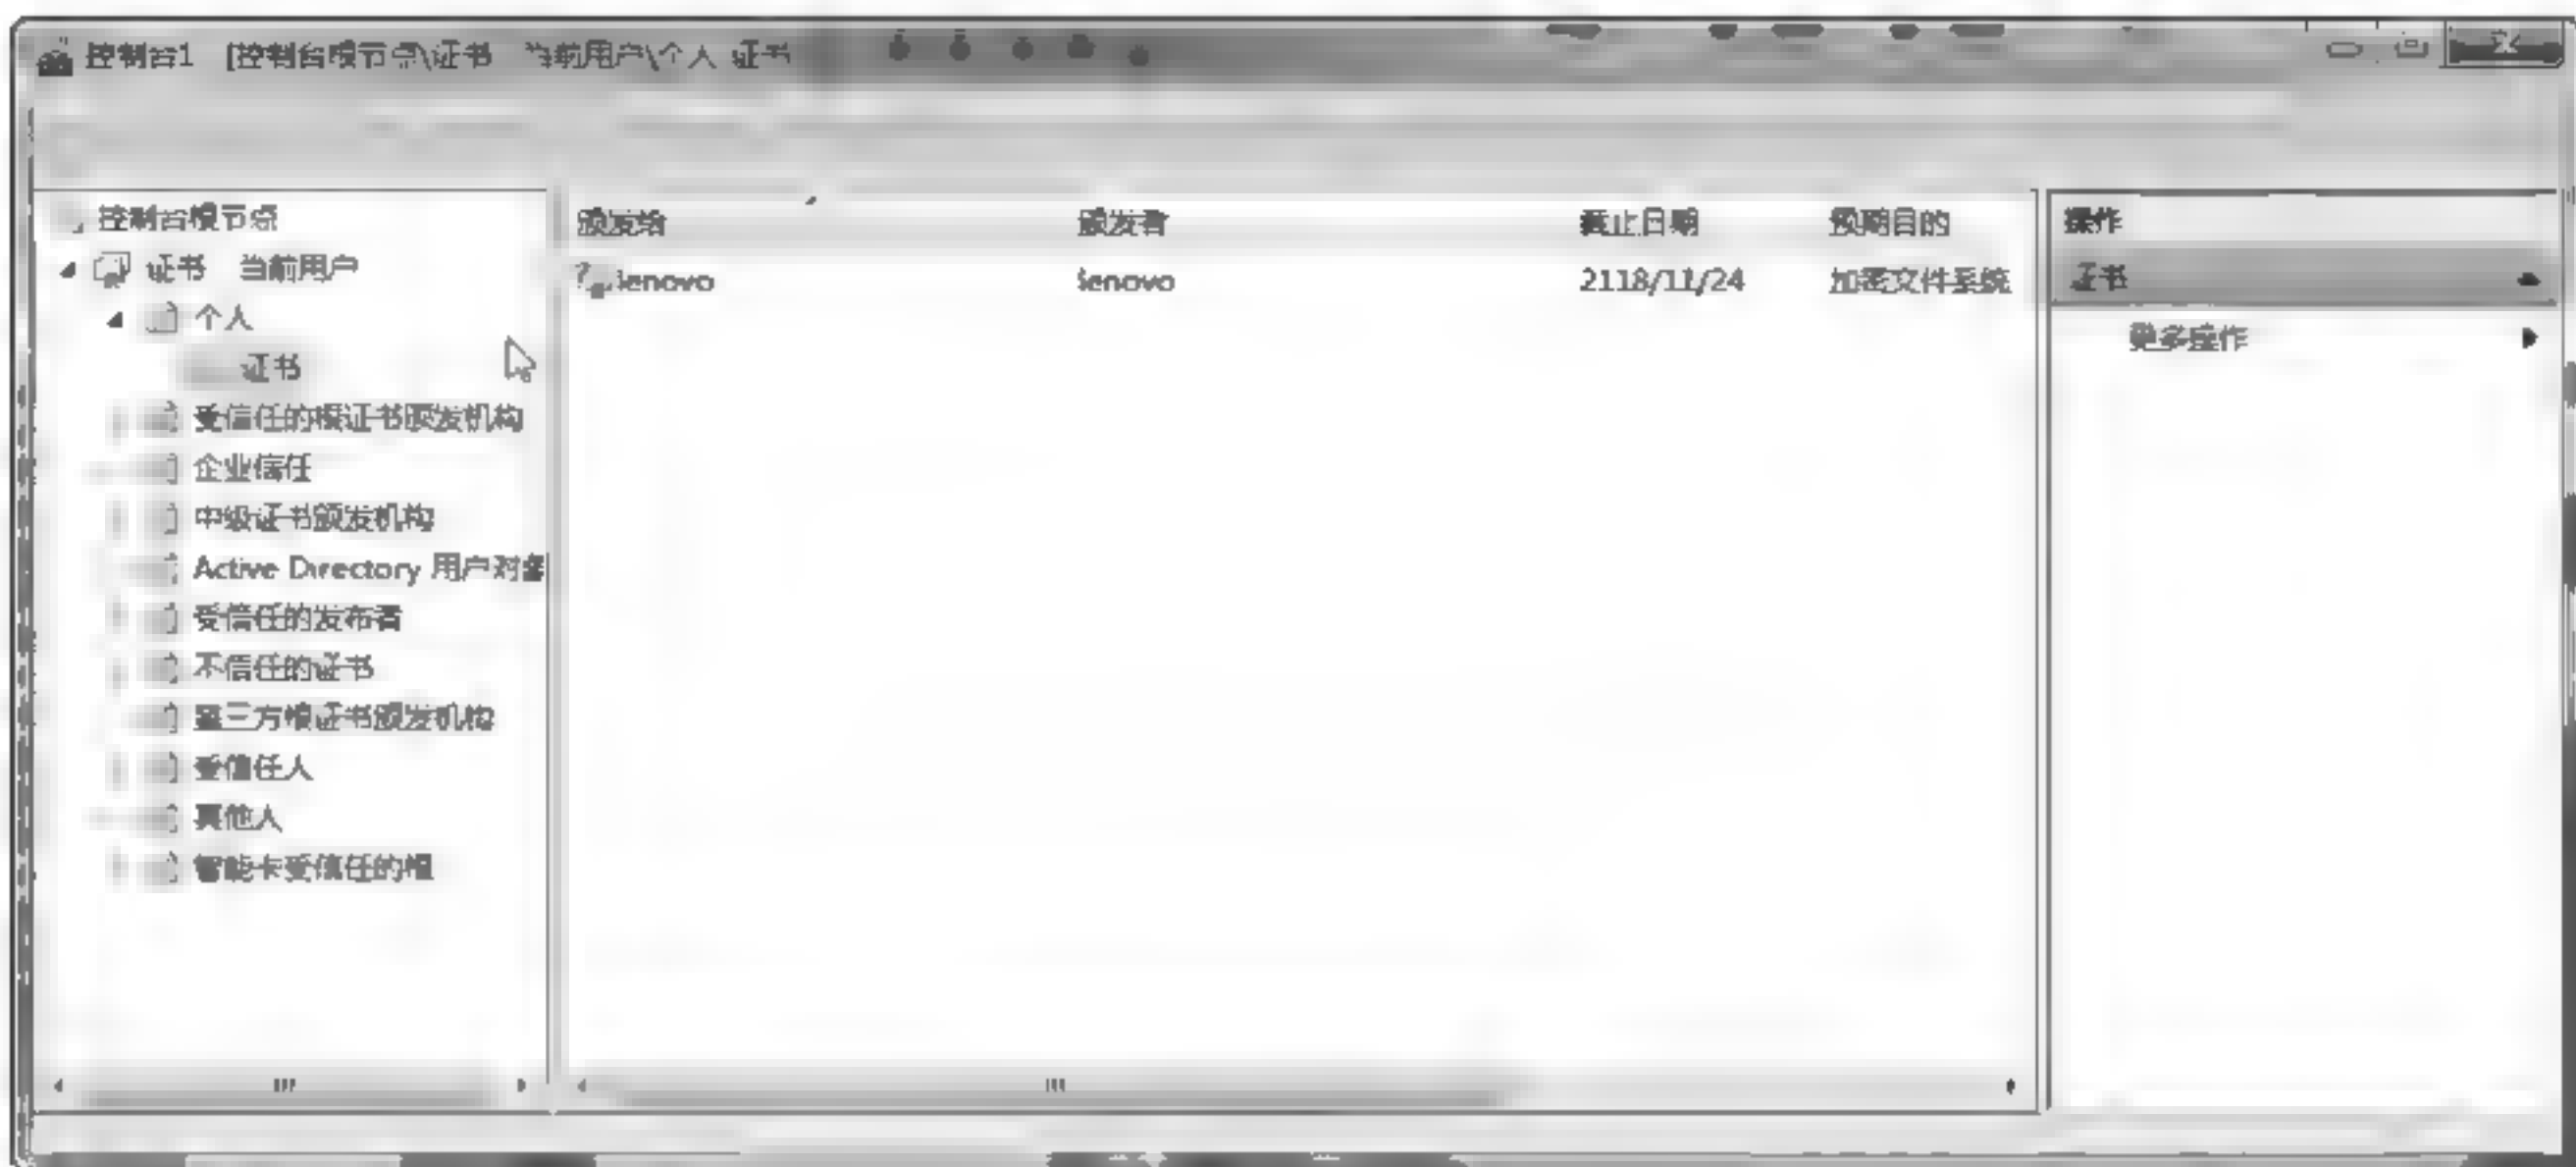 控制台1 [控制台根节点\证书 当前用户\个人 证书
控制台根节点
证书 当前用户
个人
证书
受信任的根证书颁发机构
企业信任
中级证书颁发机构
Active Directory 用户对象
受信任的发布者
不信任的证书
第三方根证书颁发机构
受信任人
其他人
智能卡受信任的根
颁发给 颁发者 截止日期 预期目的
lenovo lenovo 2118/11/24 加密文件系统
操作
证书
更多操作